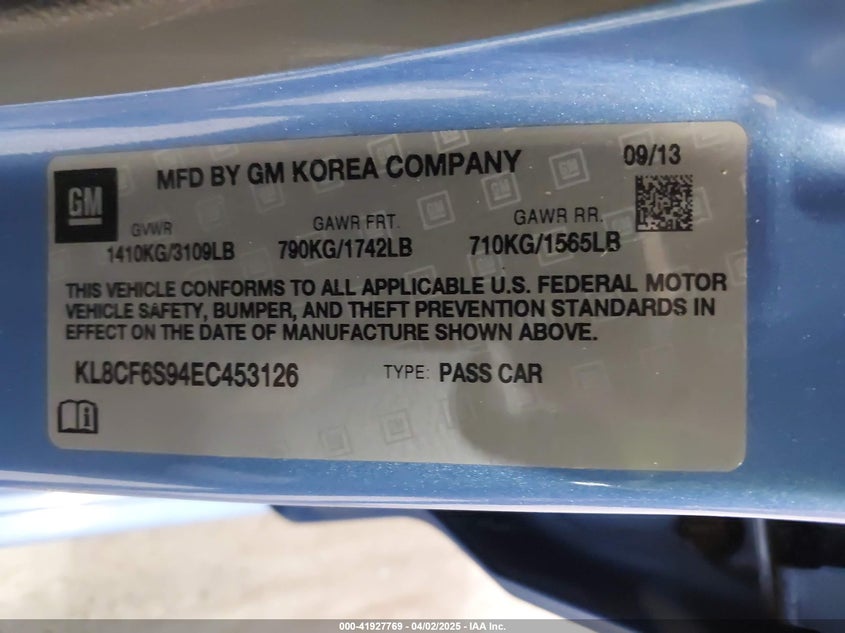 MFD BY GM KOREA COMPANY 09/13
GM
GVWR GAWR FRT. GAWR RR.
1410KG/3109LB 790KG/1742LB 710KG/1565LB
THIS VEHICLE CONFORMS TO ALL APPLICABLE U.S. FEDERAL MOTOR
VEHICLE SAFETY, BUMPER, AND THEFT PREVENTION STANDARDS IN
EFFECT ON THE DATE OF MANUFACTURE SHOWN ABOVE.
KL8CF6S94EC453126 TYPE: PASS CAR
000-41927769 - 04/02/2025 - IAA Inc.